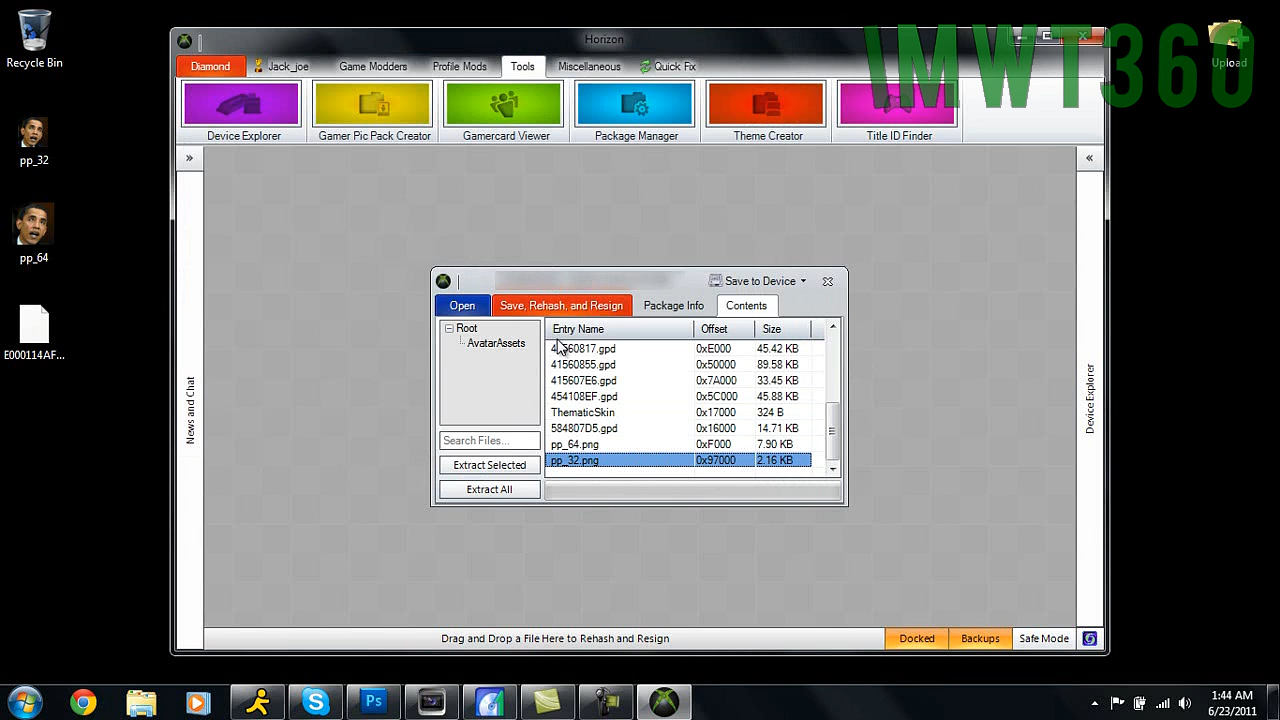 Recycle Bin
pp_32
pp_64
E000114AF...
Horizon
\MWT360
Upload
Diamond
Jack_joe
Game Modders
Profile Mods
Tools
Miscellaneous
Quick Fix
Device Explorer
Gamer Pic Pack Creator
Gamercard Viewer
Package Manager
Theme Creator
Title ID Finder
»
«
News and Chat
Device Explorer
Save to Device
Open
Save, Rehash, and Resign
Package Info
Contents
Root
AvatarAssets
Search Files...
Extract Selected
Extract All
Entry Name Offset Size
41560817.gpd 0xE000 45.42 KB
41560855.gpd 0x50000 89.58 KB
415607E6.gpd 0x7A000 33.45 KB
454108EF.gpd 0x5C000 45.88 KB
ThematicSkin 0x17000 324 B
584807D5.gpd 0x16000 14.71 KB
pp_64.png 0xF000 7.90 KB
pp_32.png 0x97000 2.16 KB
Drag and Drop a File Here to Rehash and Resign
Docked
Backups
Safe Mode
Ps
1:44 AM
6/23/2011